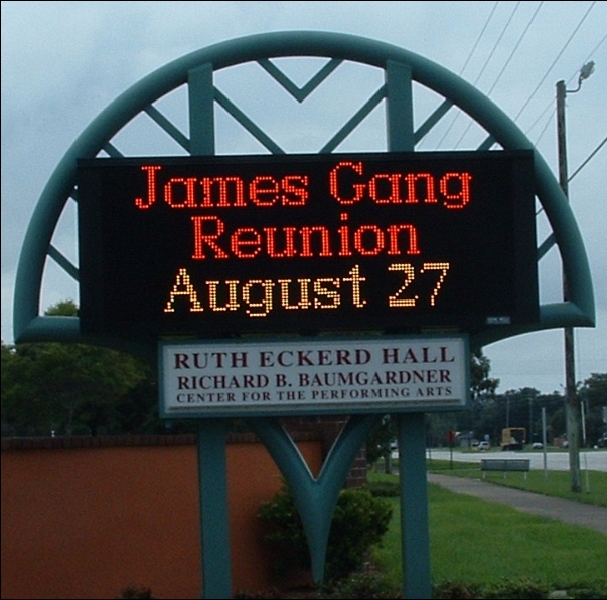 James Gang
Reunion
August 27
RUTH ECKERD HALL
RICHARD B. BAUMGARDNER
CENTER FOR THE PERFORMING ARTS